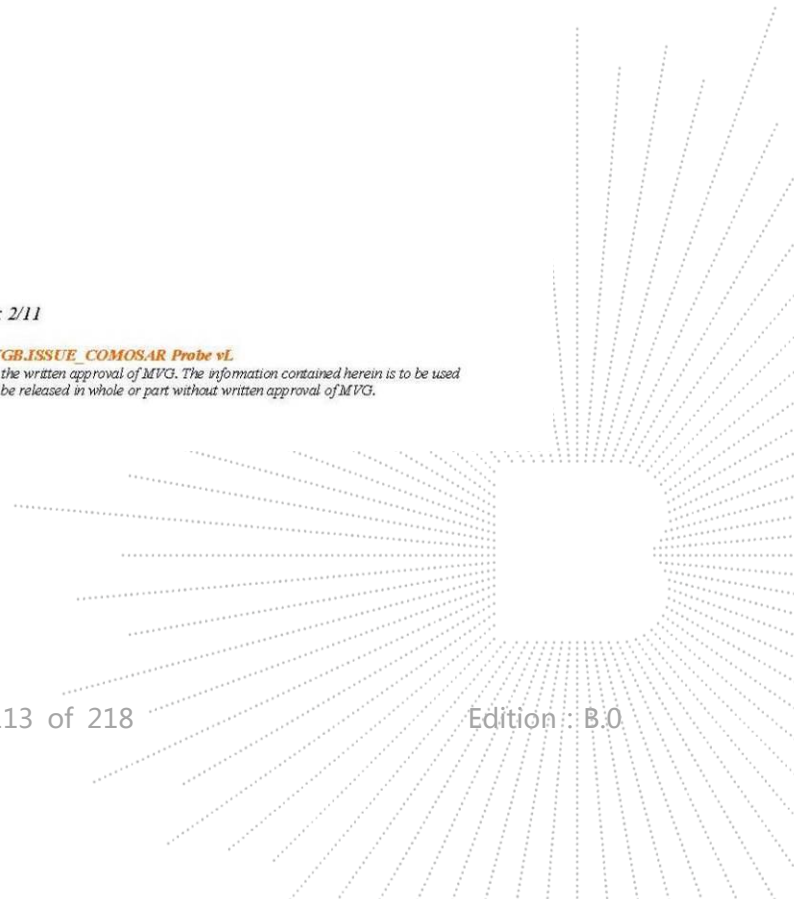 : 2/11
GB.ISSUE_COMOSAR Probe vL
the written approval of MVG. The information contained herein is to be used
be released in whole or part without written approval of MVG.
13 of 218 Edition : B.0